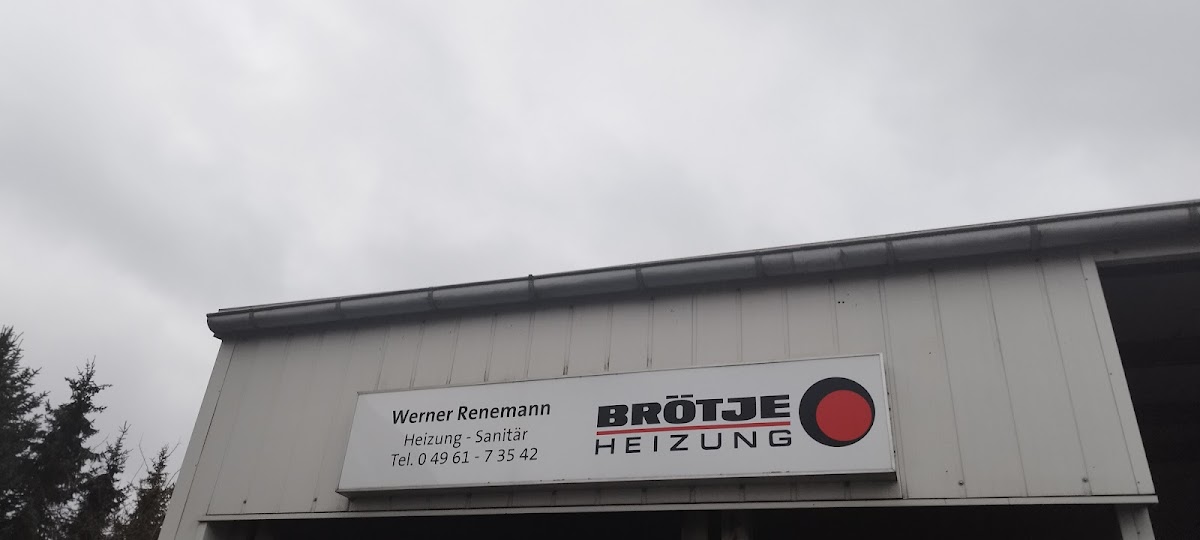 Werner Renemann
Heizung - Sanitär
Tel. 0 49 61 - 7 35 42
BRÖTJE
HEIZUNG